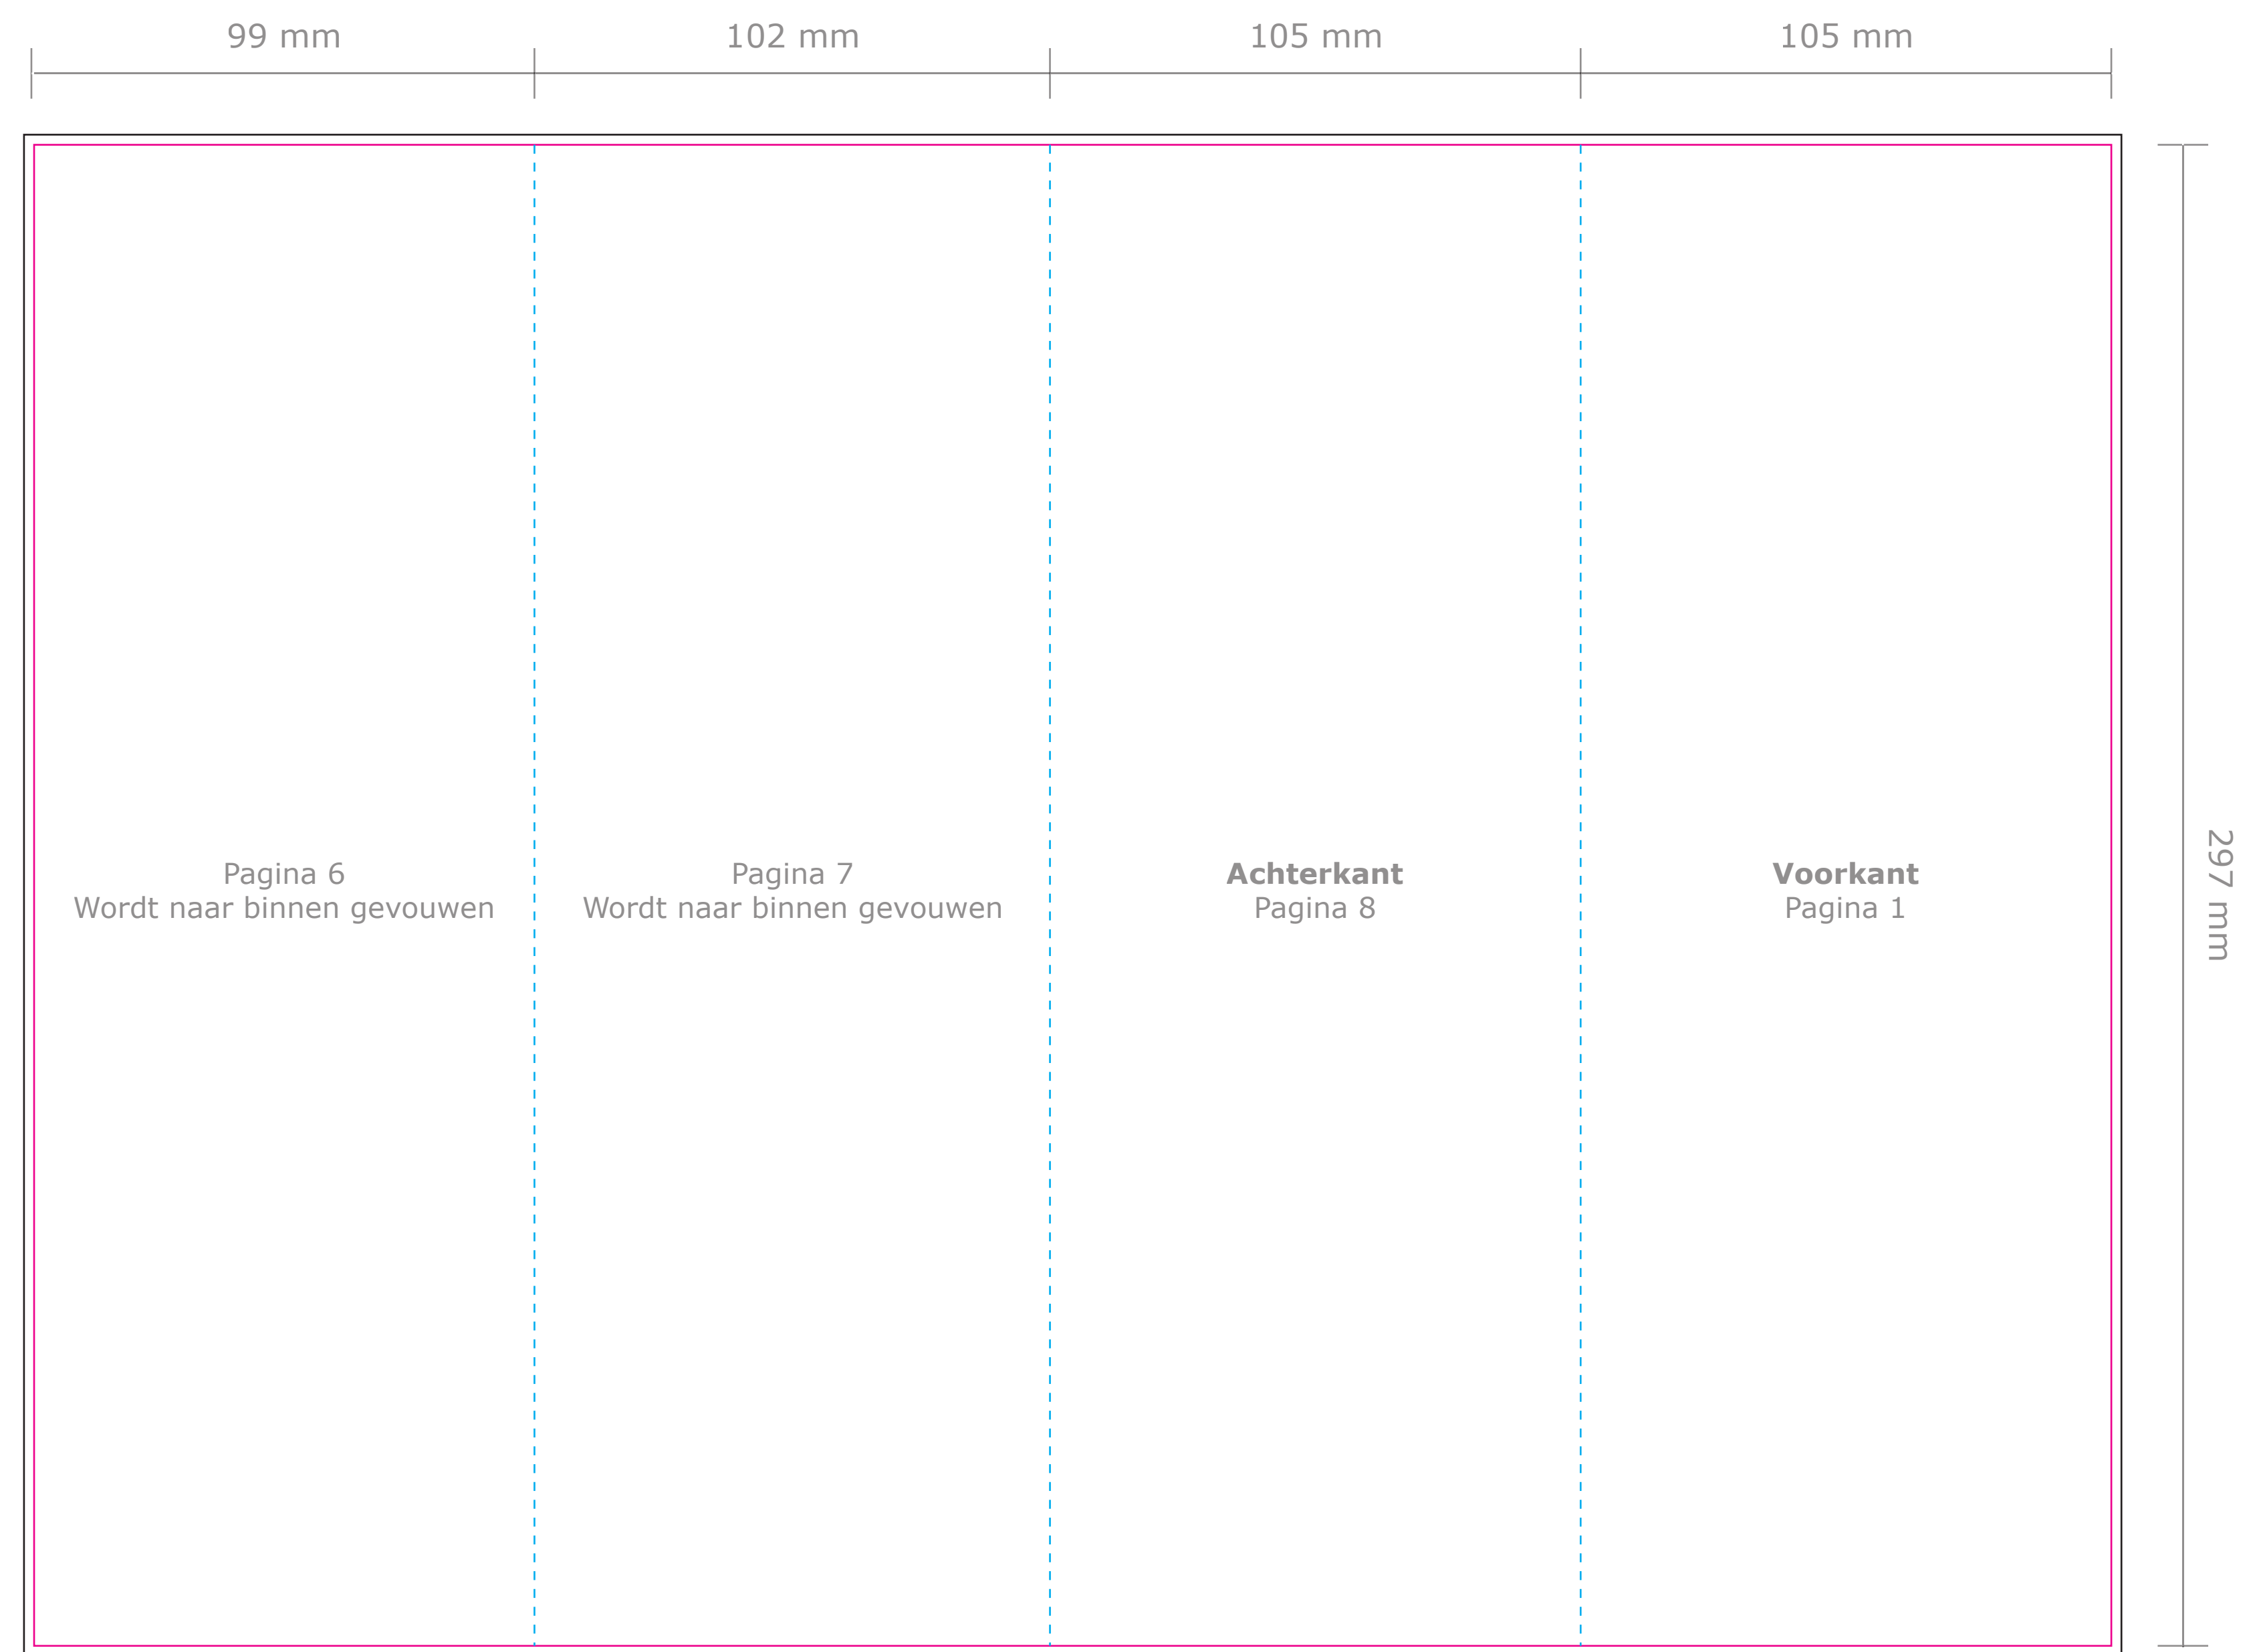 99 mm
102 mm
105 mm
105 mm
Pagina 6
Wordt naar binnen gevouwen
Pagina 7
Wordt naar binnen gevouwen
Achterkant
Pagina 8
Voorkant
Pagina 1
297 mm